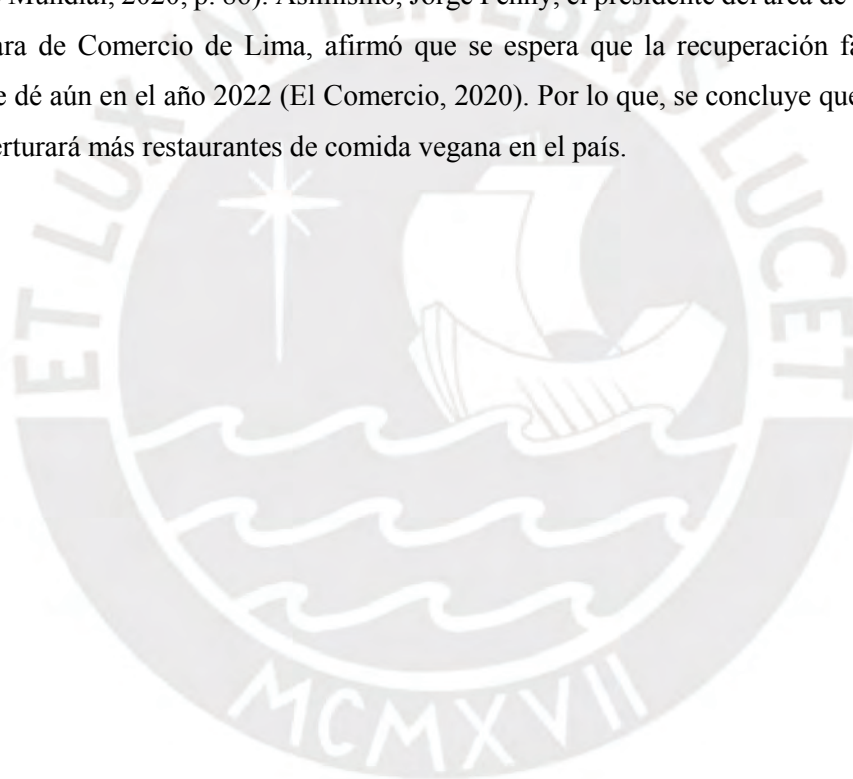 Mundial, 2020, p. Asimismo, Jorge Penny, el presidente del área de
ara de Comercio de Lima, afirmó que se espera que la recuperación fa
e dé aún en el año 2022 (El Comercio, 2020). Por lo que, se concluye que
erturará más restaurantes de comida vegana en el país.
ET LUX IN TENEBRIS LUCET
MCMXVII